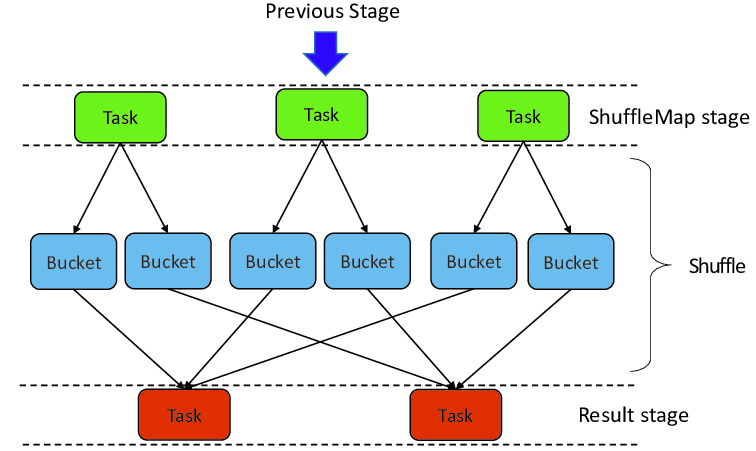 Previous Stage
Task
Task
Task
ShuffleMap stage
Bucket
Bucket
Bucket
Bucket
Bucket
Bucket
Shuffle
Task
Task
Result stage